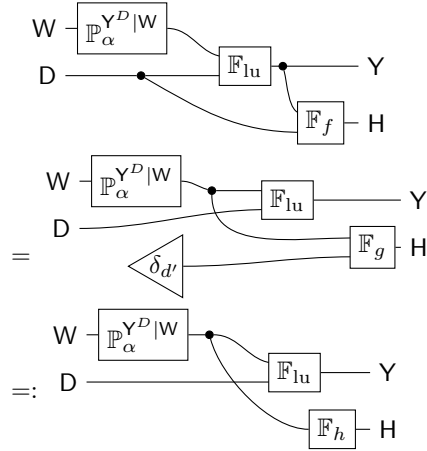 W ℙ_α^{Y^D|W} 𝔽_lu Y
D 𝔽_f H
W ℙ_α^{Y^D|W} 𝔽_lu Y
D 𝔽_g H
= δ_{d′}
W ℙ_α^{Y^D|W} 𝔽_lu Y
=: D 𝔽_h H